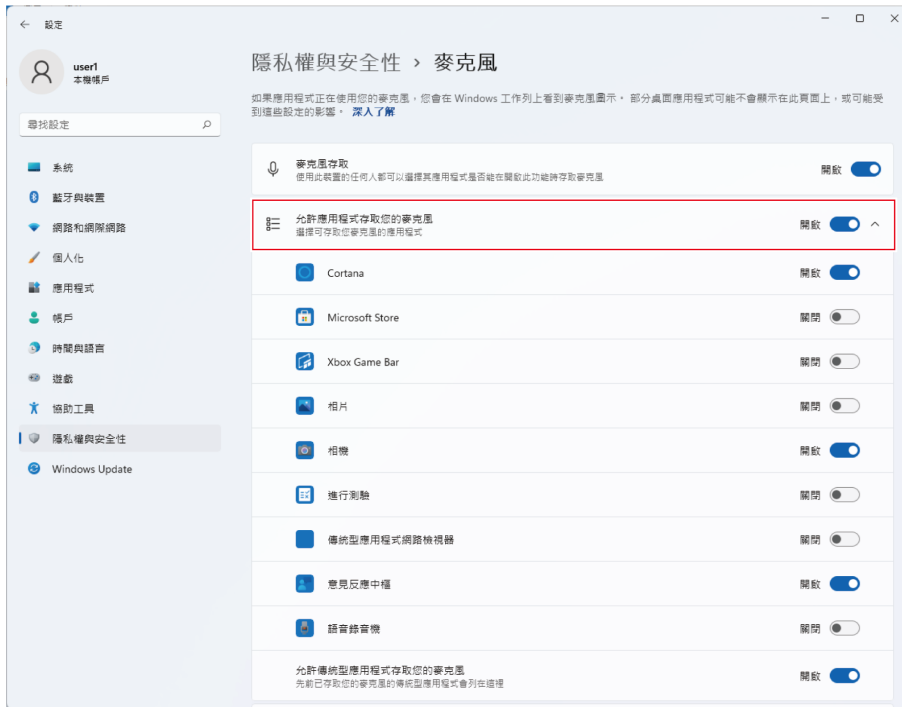 設定
user1
本機帳戶
尋找設定
系統
藍牙與裝置
網路和網際網路
個人化
應用程式
帳戶
時間與語言
遊戲
協助工具
隱私權與安全性
Windows Update
隱私權與安全性 › 麥克風
如果應用程式正在使用您的麥克風，您會在 Windows 工作列上看到麥克風圖示。 部分桌面應用程式可能不會顯示在此頁面上，或可能受
到這些設定的影響。 深入了解
麥克風存取
使用此裝置的任何人都可以選擇其應用程式是否能在開啟此功能時存取麥克風
開啟
允許應用程式存取您的麥克風
選擇可存取您麥克風的應用程式
開啟
Cortana
開啟
Microsoft Store
關閉
Xbox Game Bar
關閉
相片
關閉
相機
開啟
進行測驗
關閉
傳統型應用程式網路檢視器
關閉
意見反應中樞
開啟
語音錄音機
關閉
允許傳統型應用程式存取您的麥克風
先前已存取您的麥克風的傳統型應用程式會列在這裡
開啟